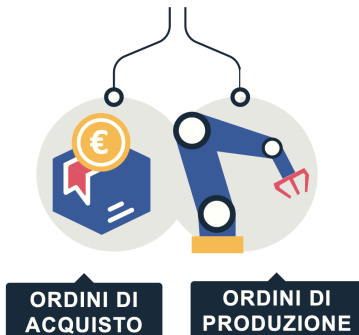 €
ORDINI DI
ACQUISTO
ORDINI DI
PRODUZIONE